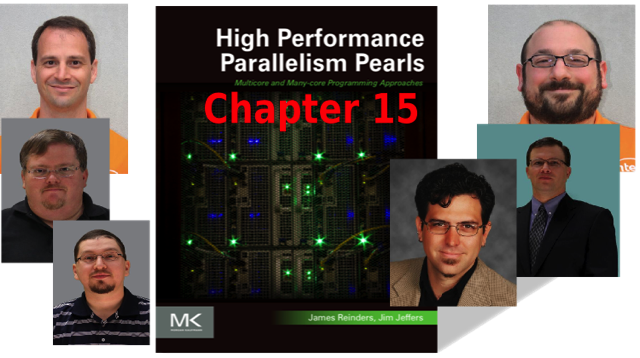 High Performance
Parallelism Pearls
Multicore and Many-core Programming Approaches
Chapter 15
MK
James Reinders, Jim Jeffers